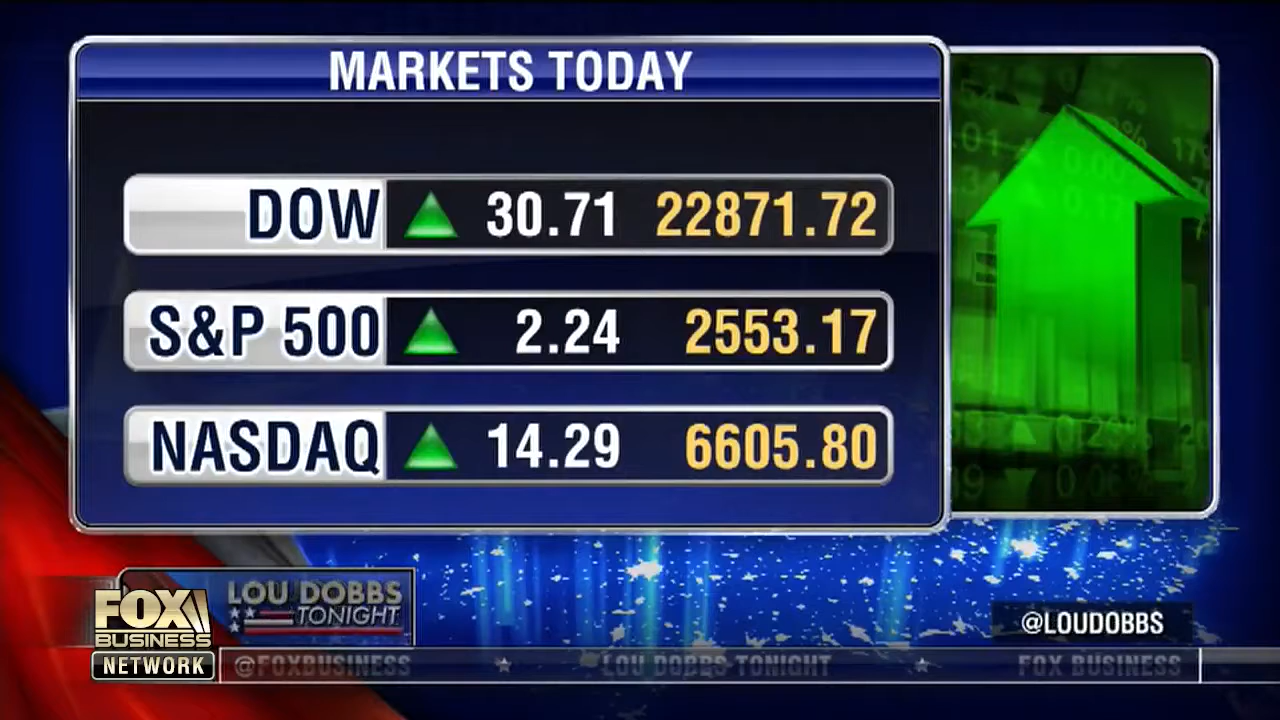 MARKETS TODAY
DOW 30.71 22871.72
S&P 500 2.24 2553.17
NASDAQ 14.29 6605.80
LOU DOBBS
TONIGHT
FOX
BUSINESS
NETWORK
@LOUDOBBS
@FOXBUSINESS LOU DOBBS TONIGHT FOX BUSINESS